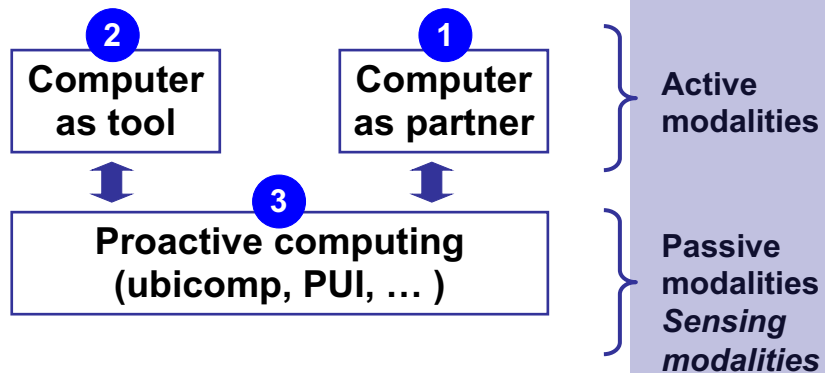 2
Computer
as tool
1
Computer
as partner
Active
modalities
3
Proactive computing
(ubicomp, PUI, … )
Passive
modalities
Sensing
modalities